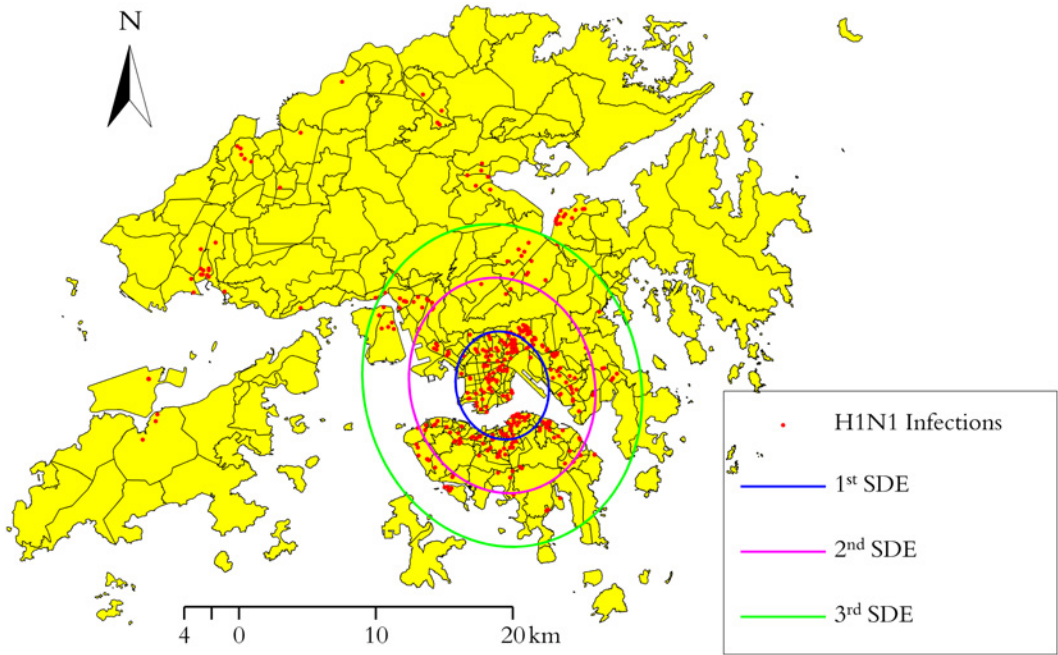 N
H1N1 Infections
1st SDE
2nd SDE
3rd SDE
4 0 10 20 km